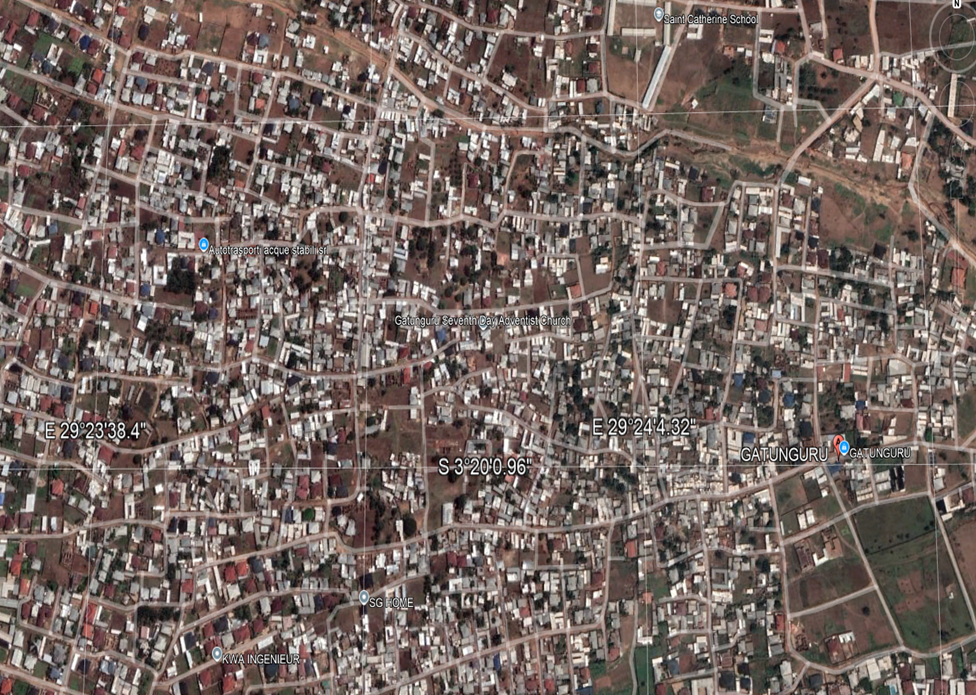 N
Saint Catherine School
Autotrasporti acque stabili srl
Gatonguru Seventh Day Adventist Church
E 29°23'38.4"
E 29°24'4.32"
S 3°20'0.96"
GATUNGURU
GATUNGURU
SG HOME
KWA INGENIEUR